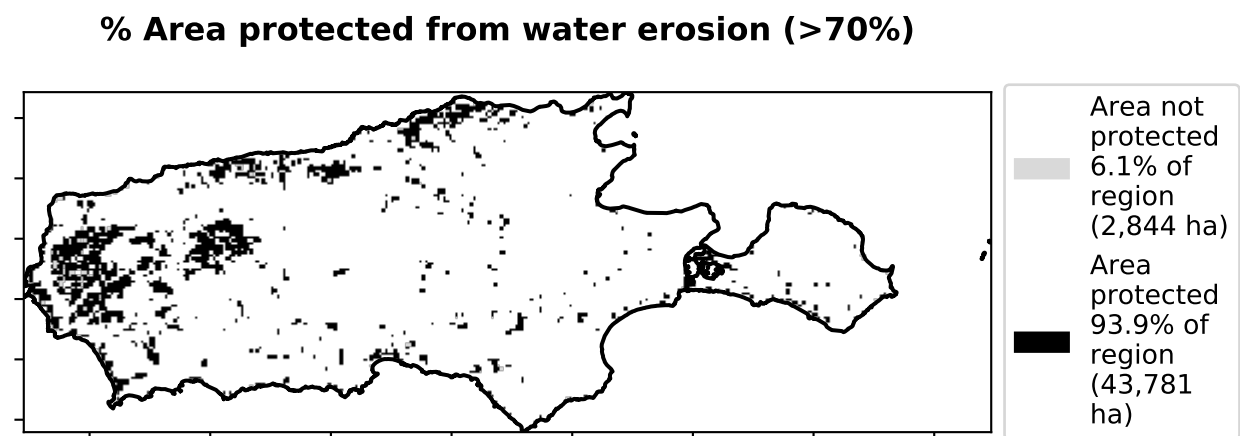 % Area protected from water erosion (>70%)
Area not
protected
6.1% of
region
(2,844 ha)
Area
protected
93.9% of
region
(43,781
ha)